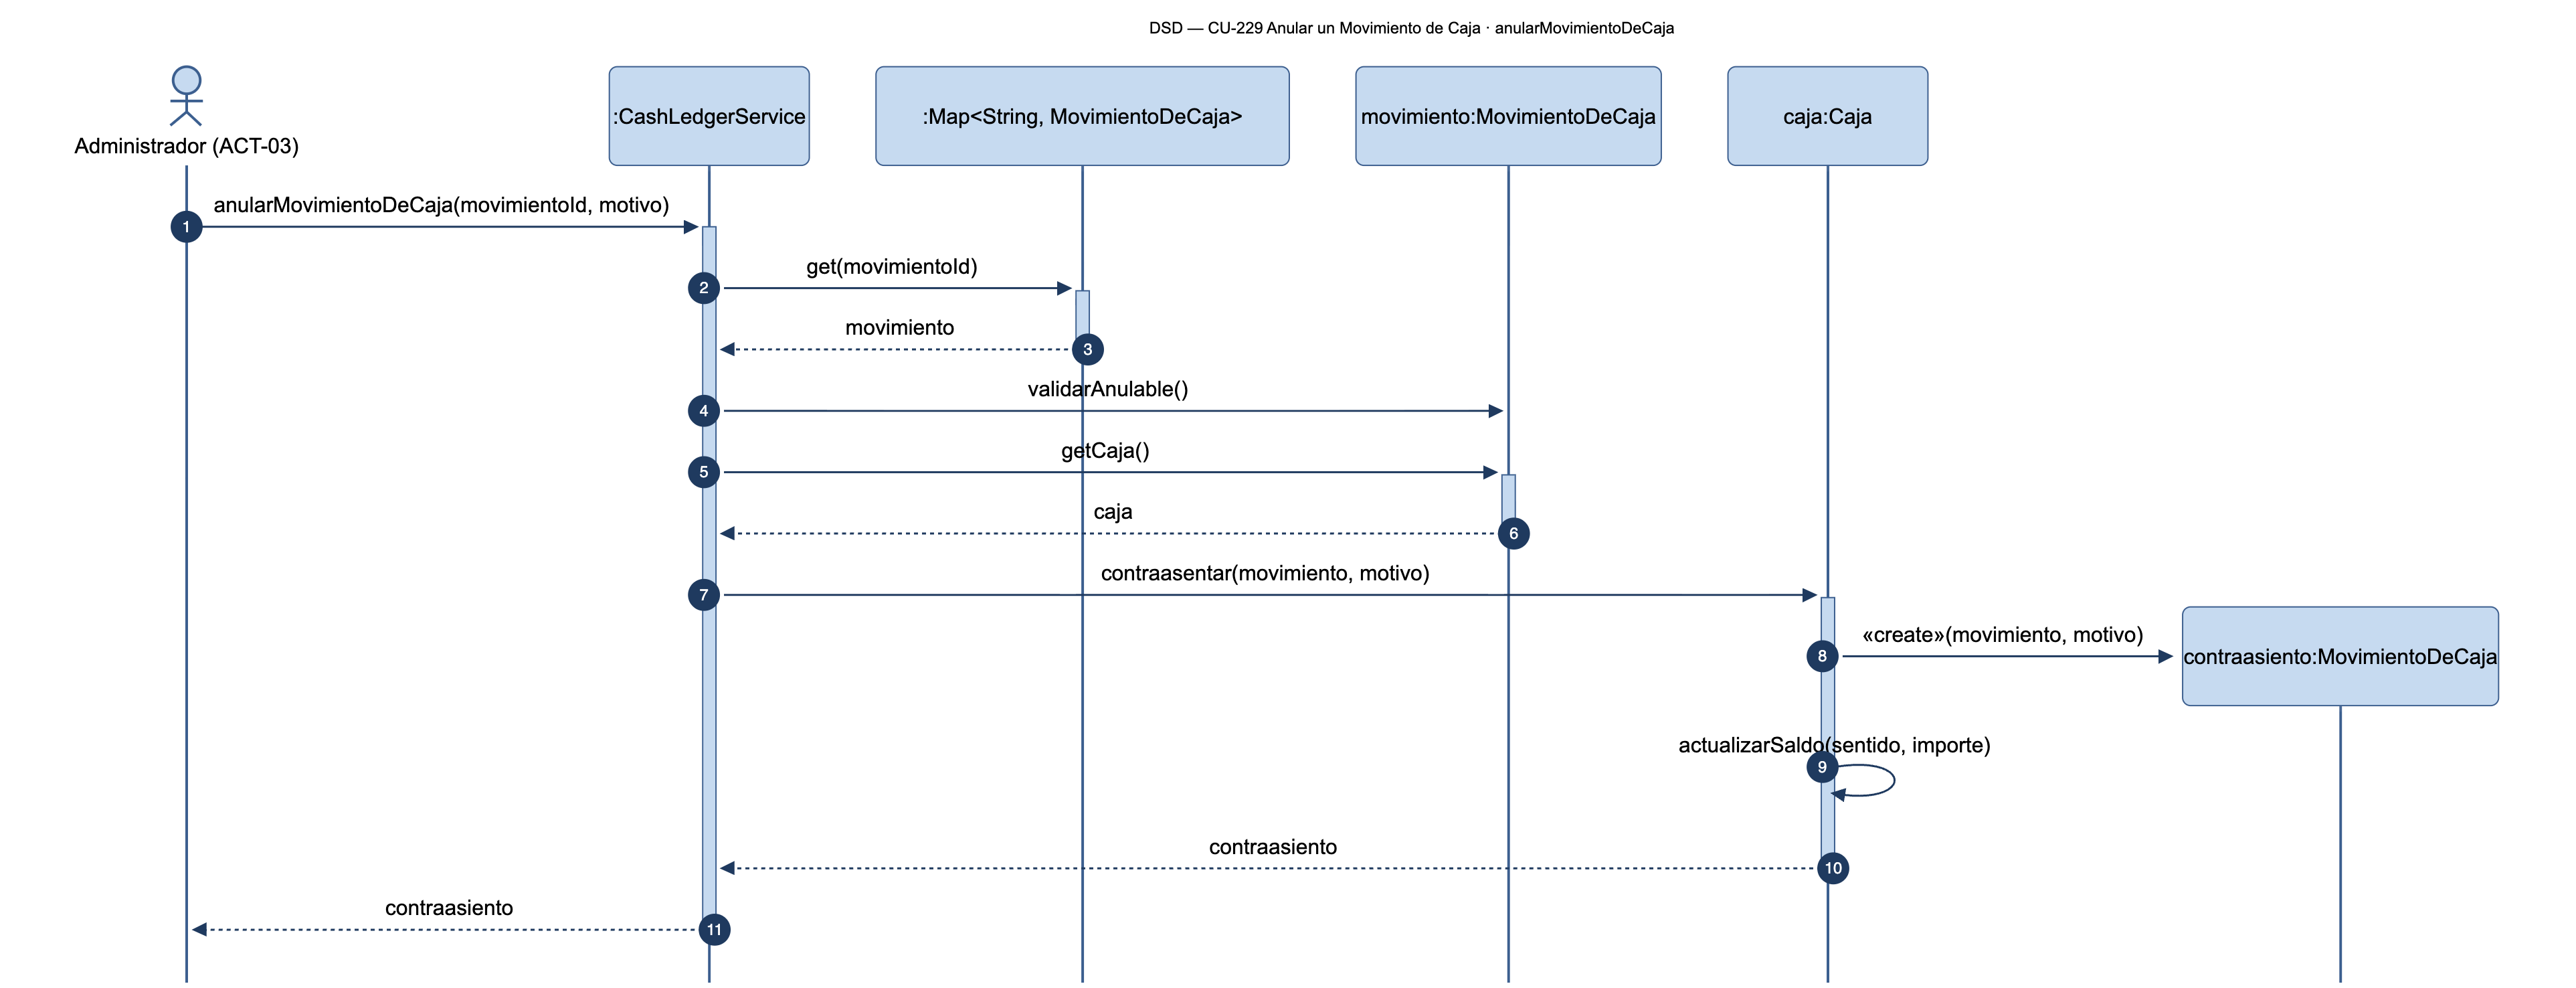 DSD — CU-229 Anular un Movimiento de Caja · anularMovimientoDeCaja
Administrador (ACT-03)
:CashLedgerService
:Map<String, MovimientoDeCaja>
movimiento:MovimientoDeCaja
caja:Caja
anularMovimientoDeCaja(movimientoId, motivo)
1
get(movimientoId)
2
movimiento
3
validarAnulable()
4
getCaja()
5
caja
6
contraasentar(movimiento, motivo)
7
«create»(movimiento, motivo)
8
contraasiento:MovimientoDeCaja
actualizarSaldo(sentido, importe)
9
contraasiento
10
contraasiento
11